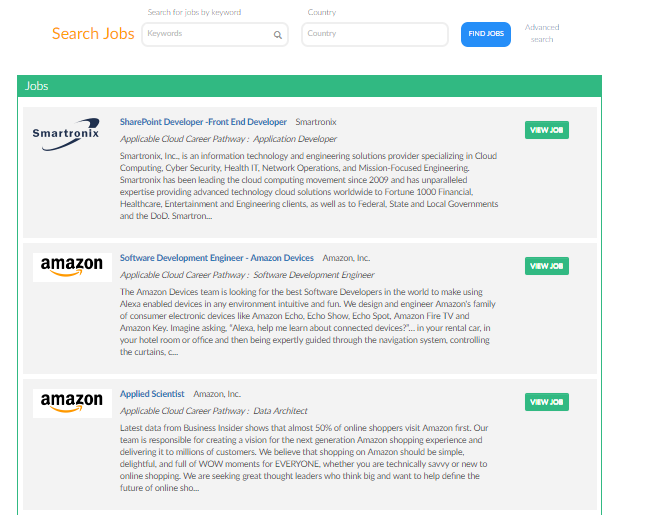 Search for jobs by keyword
Country
Search Jobs
Keywords
Country
FIND JOBS
Advanced
search
Jobs
Smartronix
SharePoint Developer -Front End Developer Smartronix
Applicable Cloud Career Pathway : Application Developer
Smartronix, Inc., is an information technology and engineering solutions provider specializing in Cloud
Computing, Cyber Security, Health IT, Network Operations, and Mission-Focused Engineering.
Smartronix has been leading the cloud computing movement since 2009 and has unparalleled
expertise providing advanced technology cloud solutions worldwide to Fortune 1000 Financial,
Healthcare, Entertainment and Engineering clients, as well as to Federal, State and Local Governments
and the DoD. Smartron...
VIEW JOB
amazon
Software Development Engineer - Amazon Devices Amazon, Inc.
Applicable Cloud Career Pathway : Software Development Engineer
The Amazon Devices team is looking for the best Software Developers in the world to make using
Alexa enabled devices in any environment intuitive and fun. We design and engineer Amazon's family
of consumer electronic devices like Amazon Echo, Echo Show, Echo Spot, Amazon Fire TV and
Amazon Key. Imagine asking, "Alexa, help me learn about connected devices?"... in your rental car, in
your hotel room or office and then being expertly guided through the navigation system, controlling
the curtains, c...
VIEW JOB
amazon
Applied Scientist Amazon, Inc.
Applicable Cloud Career Pathway : Data Architect
Latest data from Business Insider shows that almost 50% of online shoppers visit Amazon first. Our
team is responsible for creating a vision for the next generation Amazon shopping experience and
delivering it to millions of customers. We believe that shopping on Amazon should be simple,
delightful, and full of WOW moments for EVERYONE, whether you are technically savvy or new to
online shopping. We are seeking great thought leaders who think big and want to help define the
future of online sho...
VIEW JOB